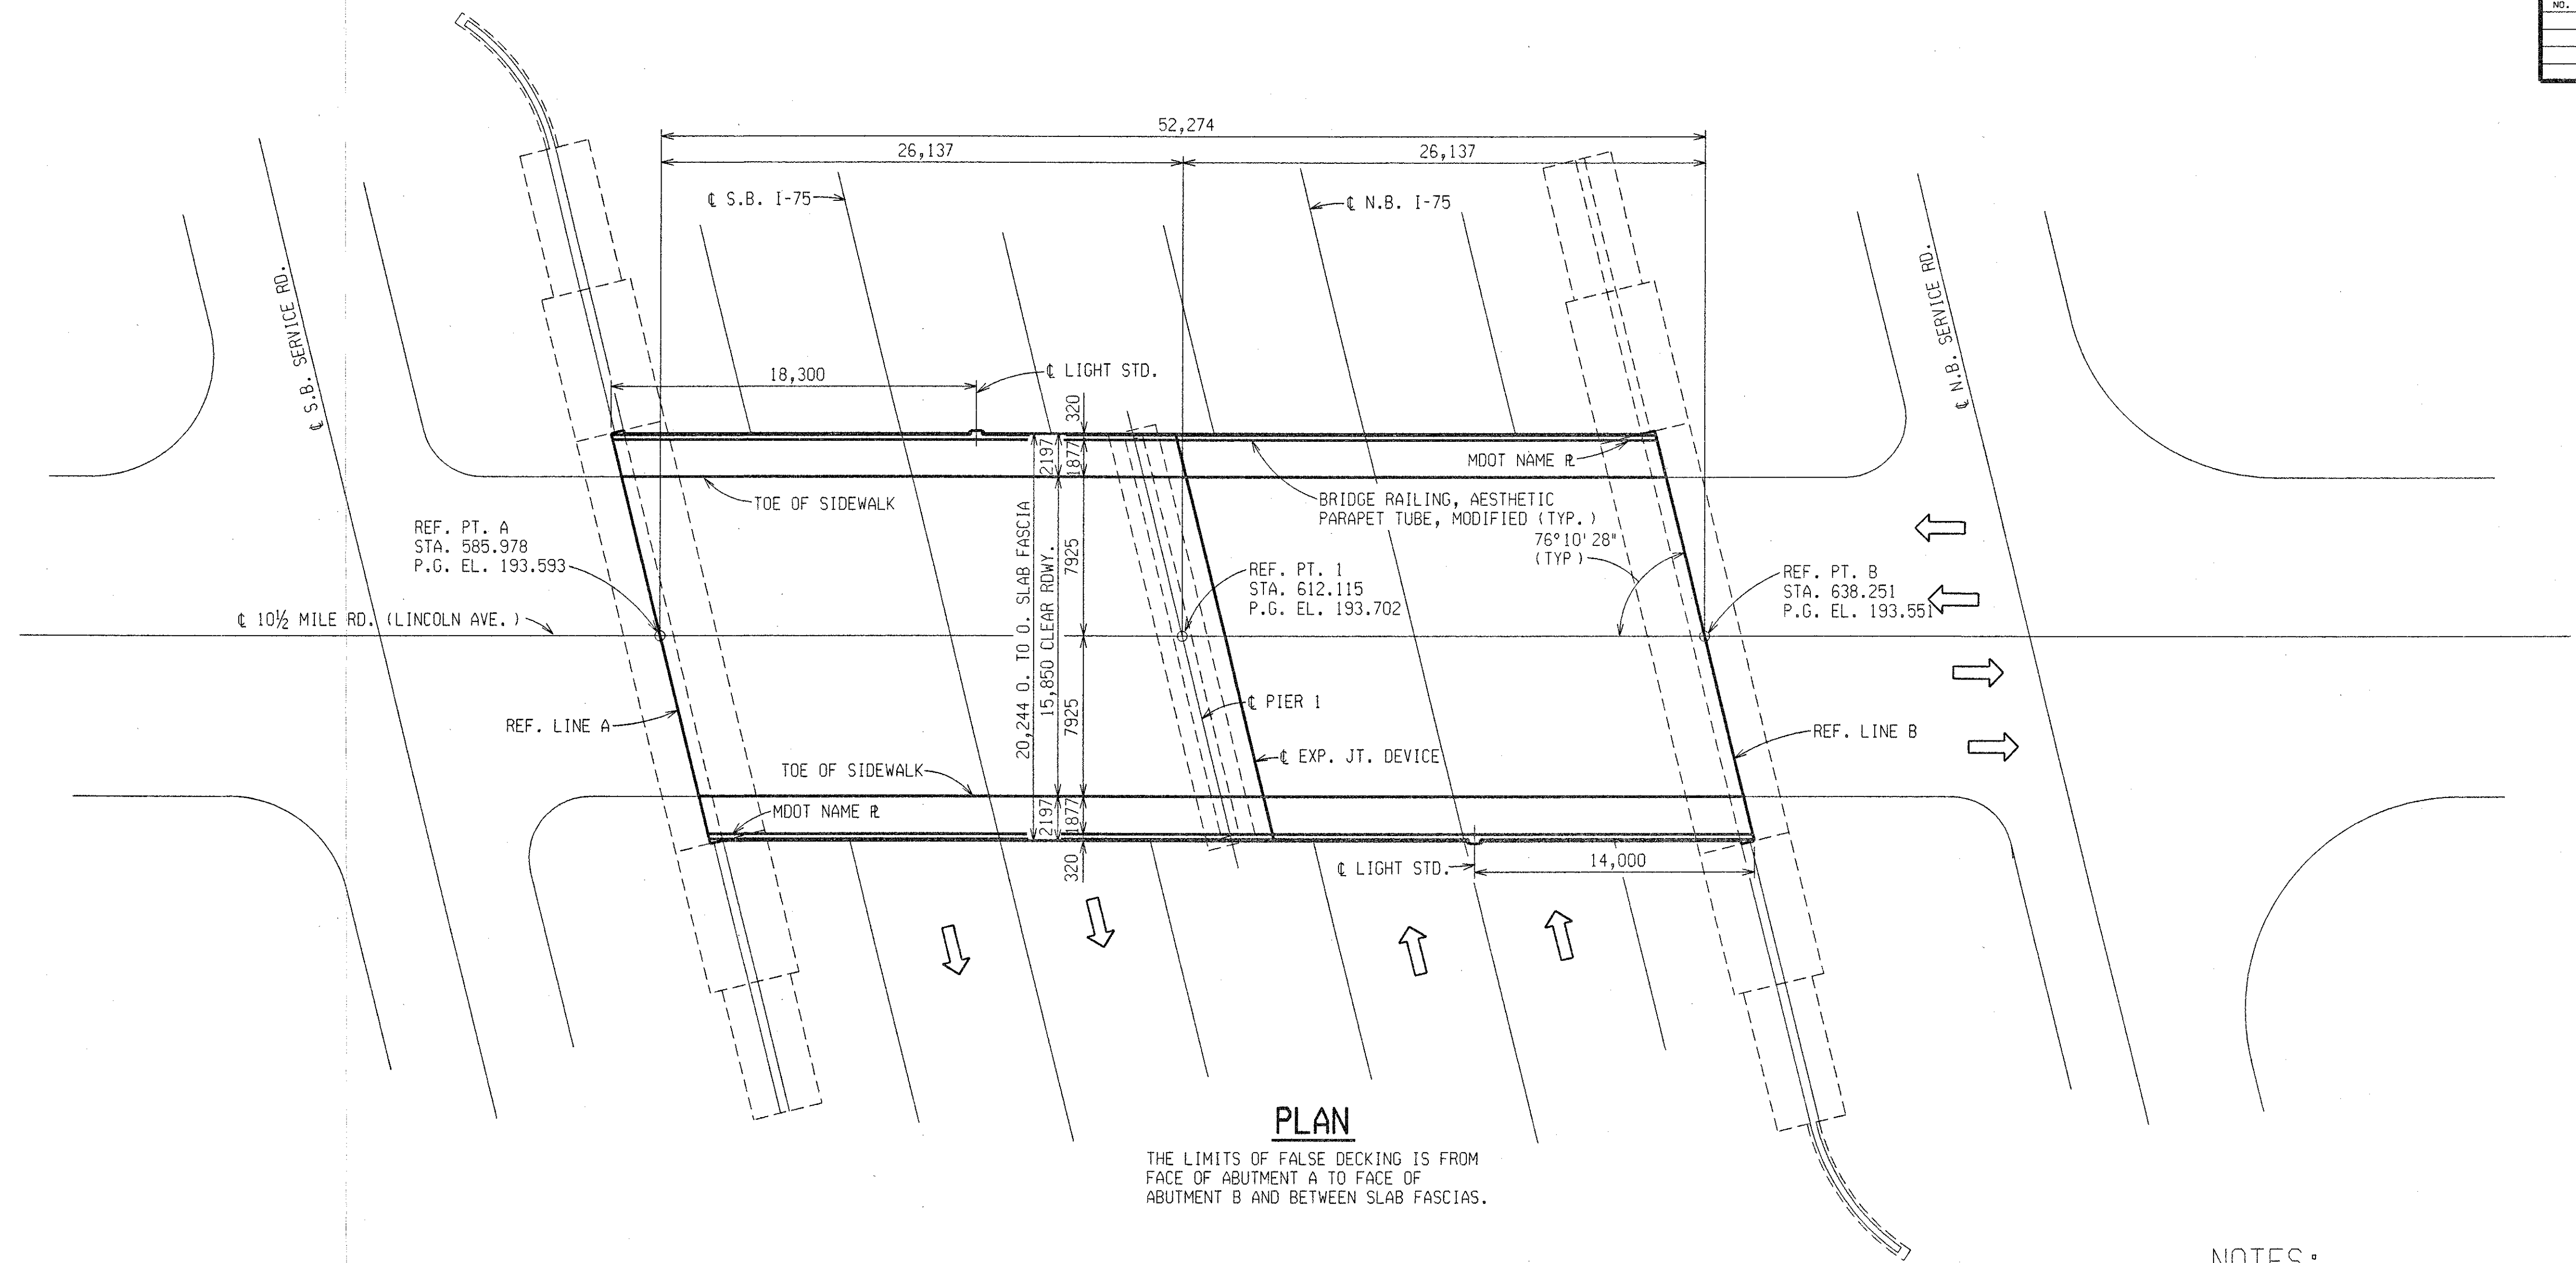 NO.
52,274
26,137
26,137
℄ S.B. I-75
℄ N.B. I-75
℄ S.B. SERVICE RD.
℄ N.B. SERVICE RD.
18,300
℄ LIGHT STD.
320
2197
1877
MDOT NAME ℙL
TOE OF SIDEWALK
BRIDGE RAILING, AESTHETIC
PARAPET TUBE, MODIFIED (TYP.)
76°10'28"
(TYP)
REF. PT. A
STA. 585.978
P.G. EL. 193.593
20,244 O. TO O. SLAB FASCIA
15,850 CLEAR RDWY.
7925
REF. PT. 1
STA. 612.115
P.G. EL. 193.702
REF. PT. B
STA. 638.251
P.G. EL. 193.551
℄ 10½ MILE RD. (LINCOLN AVE.)
REF. LINE A
7925
℄ PIER 1
REF. LINE B
℄ EXP. JT. DEVICE
TOE OF SIDEWALK
MDOT NAME ℙL
2197
1877
320
℄ LIGHT STD.
14,000
PLAN
THE LIMITS OF FALSE DECKING IS FROM
FACE OF ABUTMENT A TO FACE OF
ABUTMENT B AND BETWEEN SLAB FASCIAS.
NOTES: